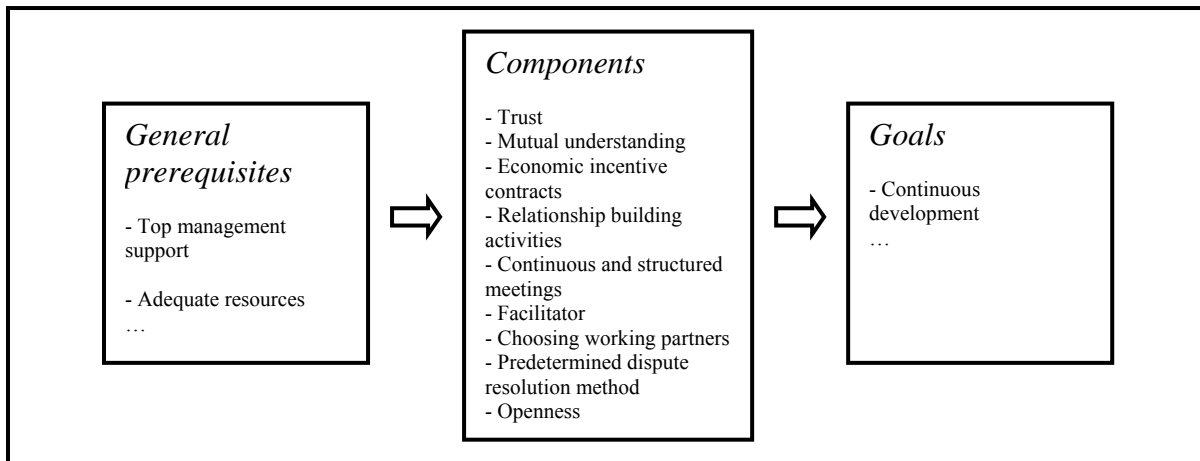 General
prerequisites
- Top management
support
- Adequate resources
…
Components
- Trust
- Mutual understanding
- Economic incentive
contracts
- Relationship building
activities
- Continuous and structured
meetings
- Facilitator
- Choosing working partners
- Predetermined dispute
resolution method
- Openness
Goals
- Continuous
development
…